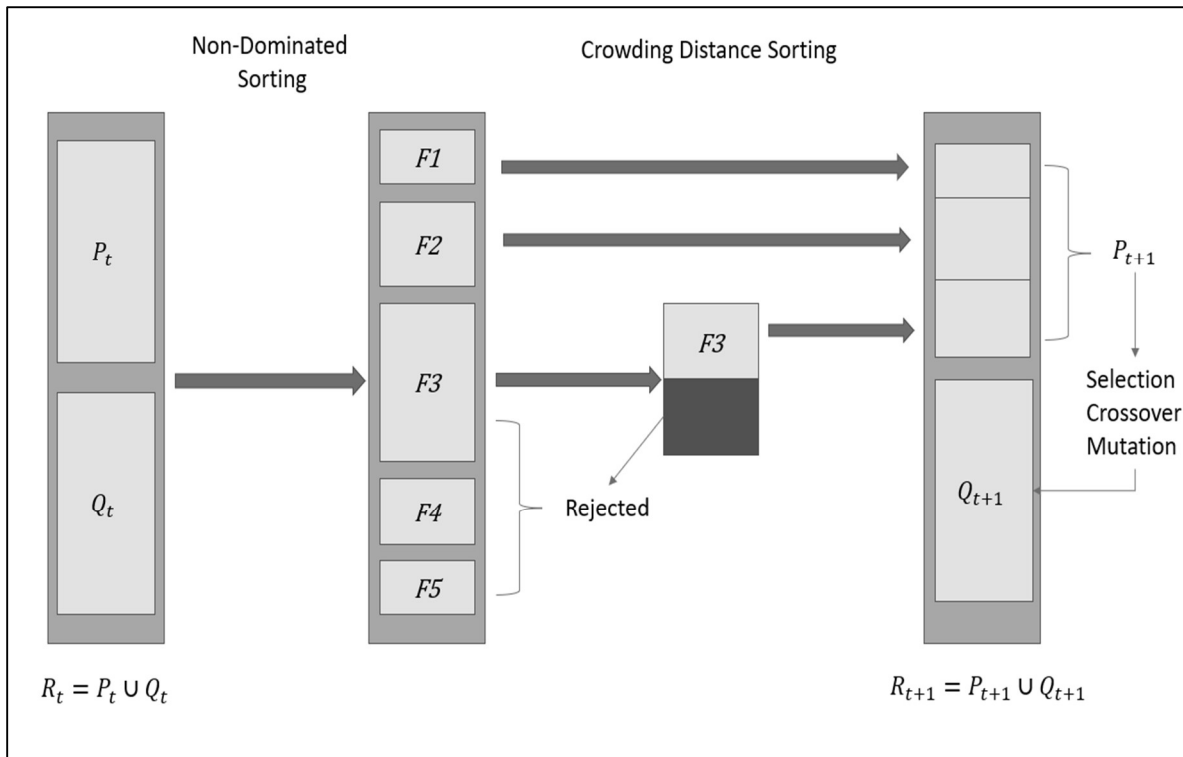 Non-Dominated
Sorting
Crowding Distance Sorting
F1
F2
F3
F4
F5
P_t
Q_t
F3
Rejected
P_{t+1}
Selection
Crossover
Mutation
Q_{t+1}
R_t = P_t ∪ Q_t
R_{t+1} = P_{t+1} ∪ Q_{t+1}